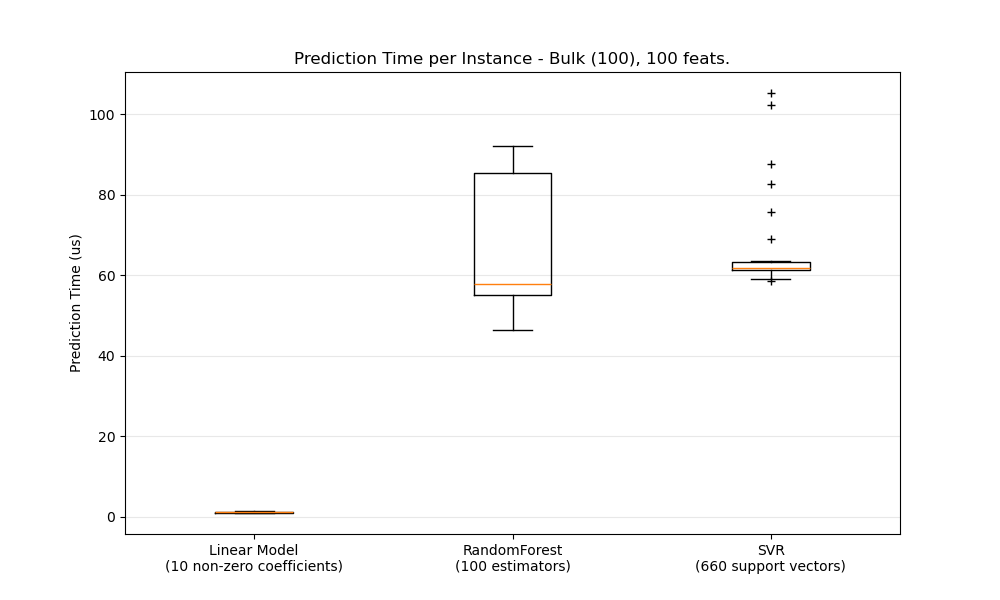 Prediction Time per Instance - Bulk (100), 100 feats.
Prediction Time (us)
100
80
60
40
20
0
Linear Model
(10 non-zero coefficients)
RandomForest
(100 estimators)
SVR
(660 support vectors)